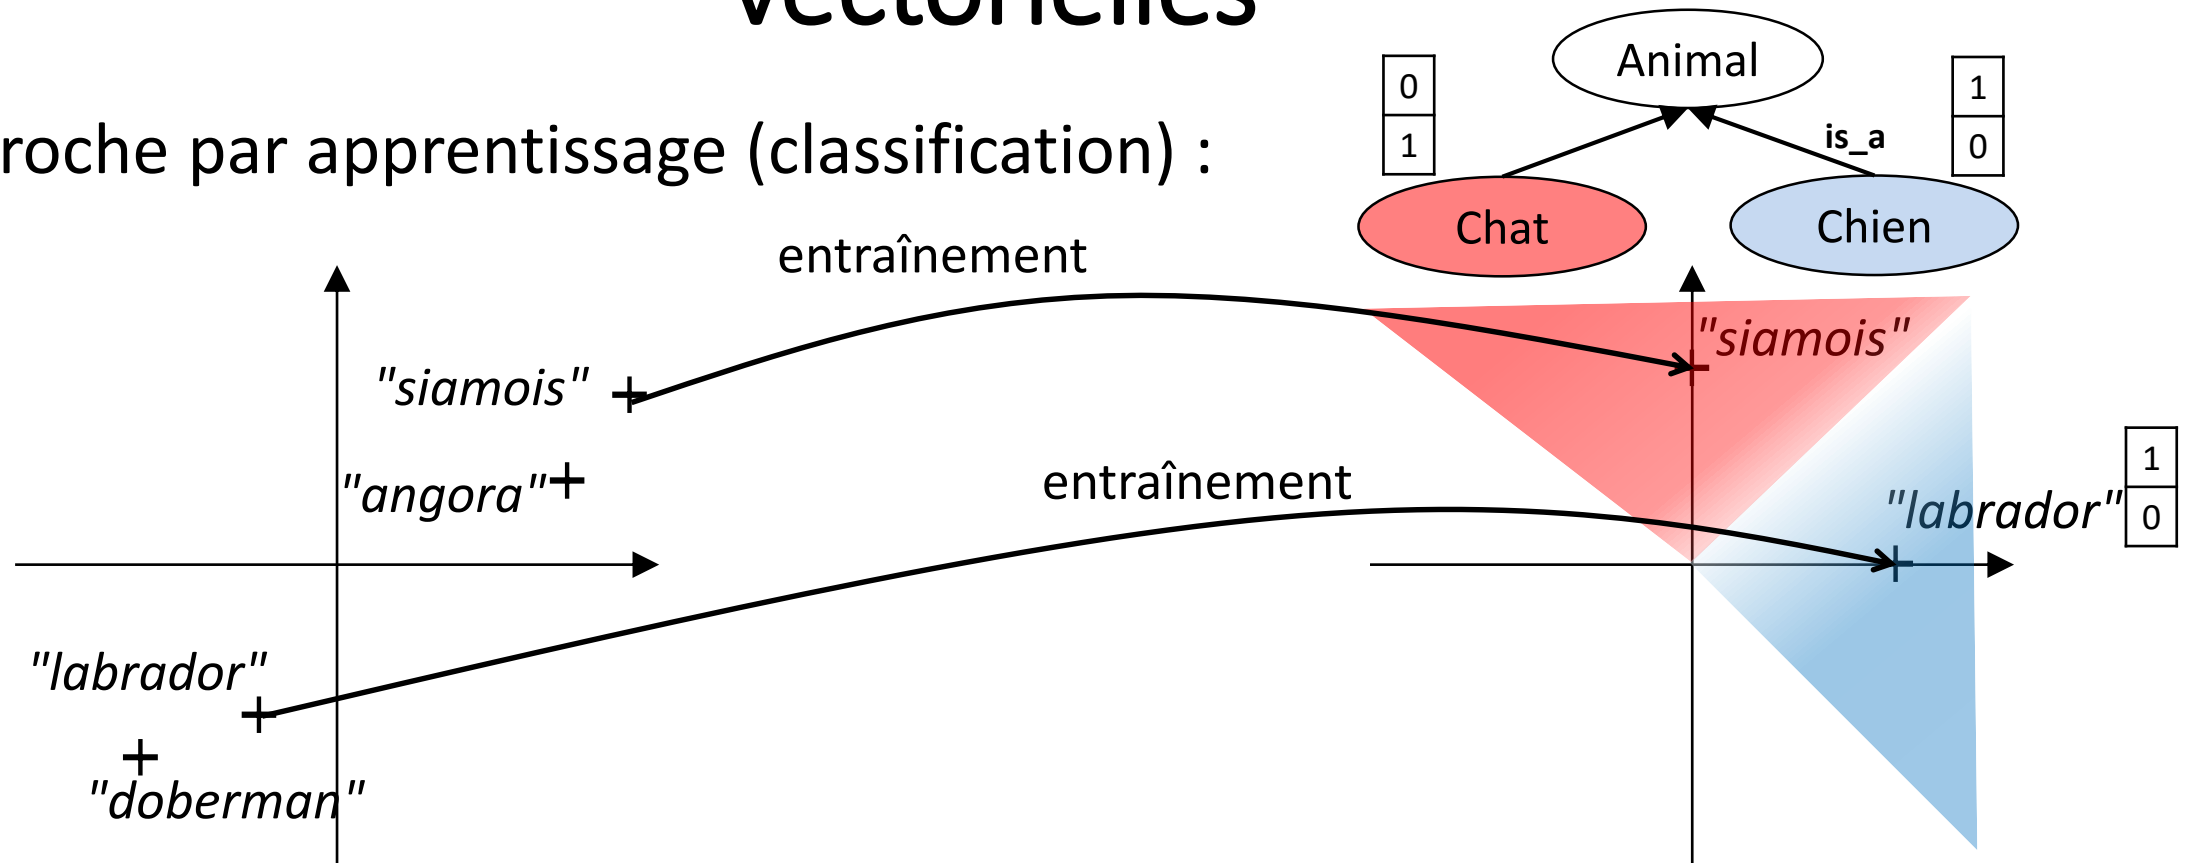 vectorielles
Animal
0
1
1
0
is_a
roche par apprentissage (classification) :
Chat
Chien
entraînement
"siamois"
"siamois"
"angora"
entraînement
"labrador"
1
0
"labrador"
"doberman"